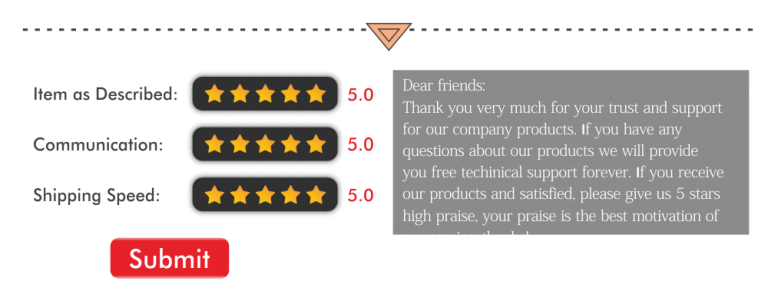 Item as Described: 5.0
Communication: 5.0
Shipping Speed: 5.0
Submit
Dear friends:
Thank you very much for your trust and support
for our company products. If you have any
questions about our products we will provide
you free techinical support forever. If you receive
our products and satisfied, please give us 5 stars
high praise, your praise is the best motivation of